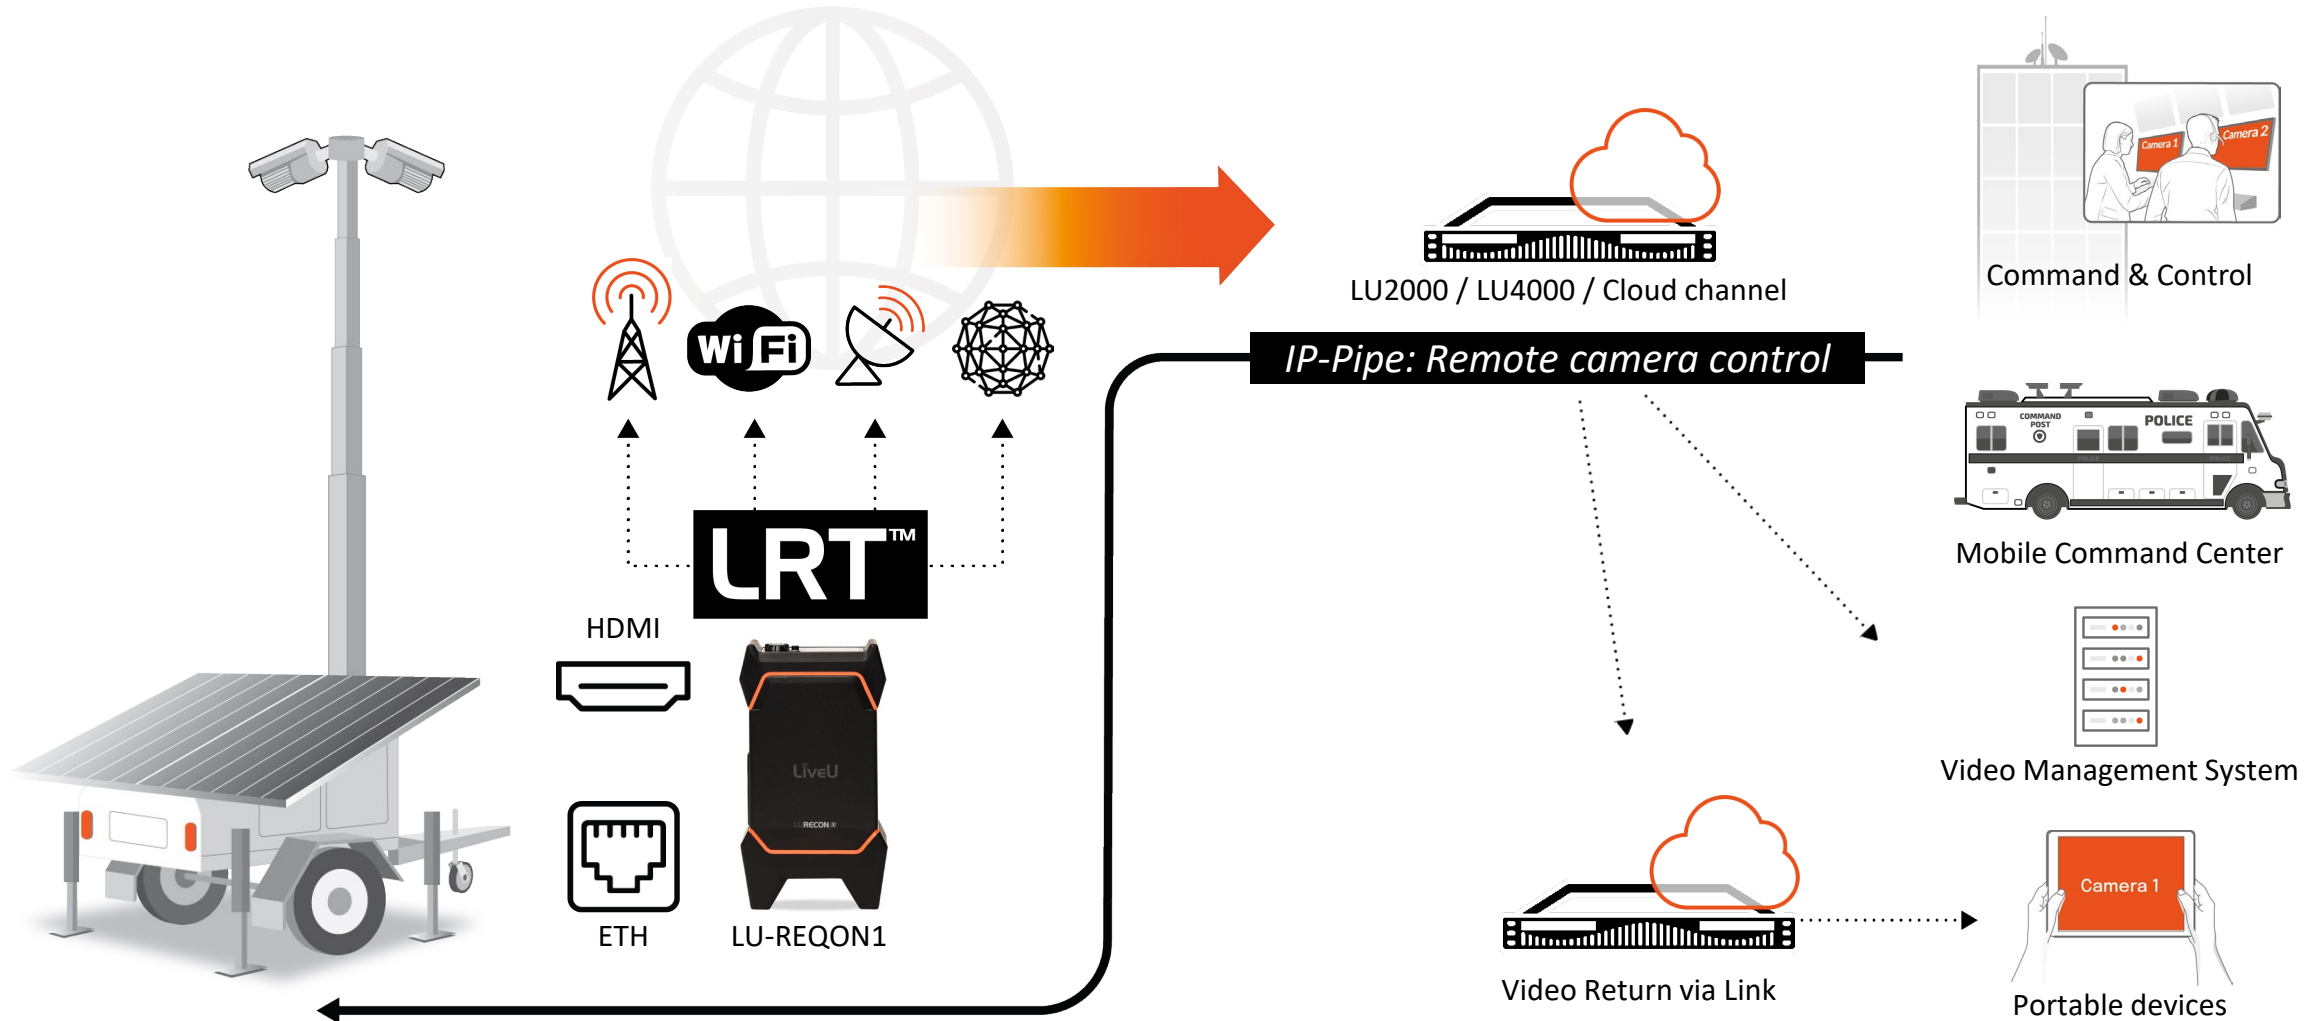 Camera 1
Camera 2
Command & Control
LU2000 / LU4000 / Cloud channel
IP-Pipe: Remote camera control
Wi Fi
COMMAND
POST
POLICE
POLICE
POLICE
Mobile Command Center
LRT™
HDMI
LiveU
ETH
LU-REQON1
Video Management System
Camera 1
Video Return via Link
Portable devices